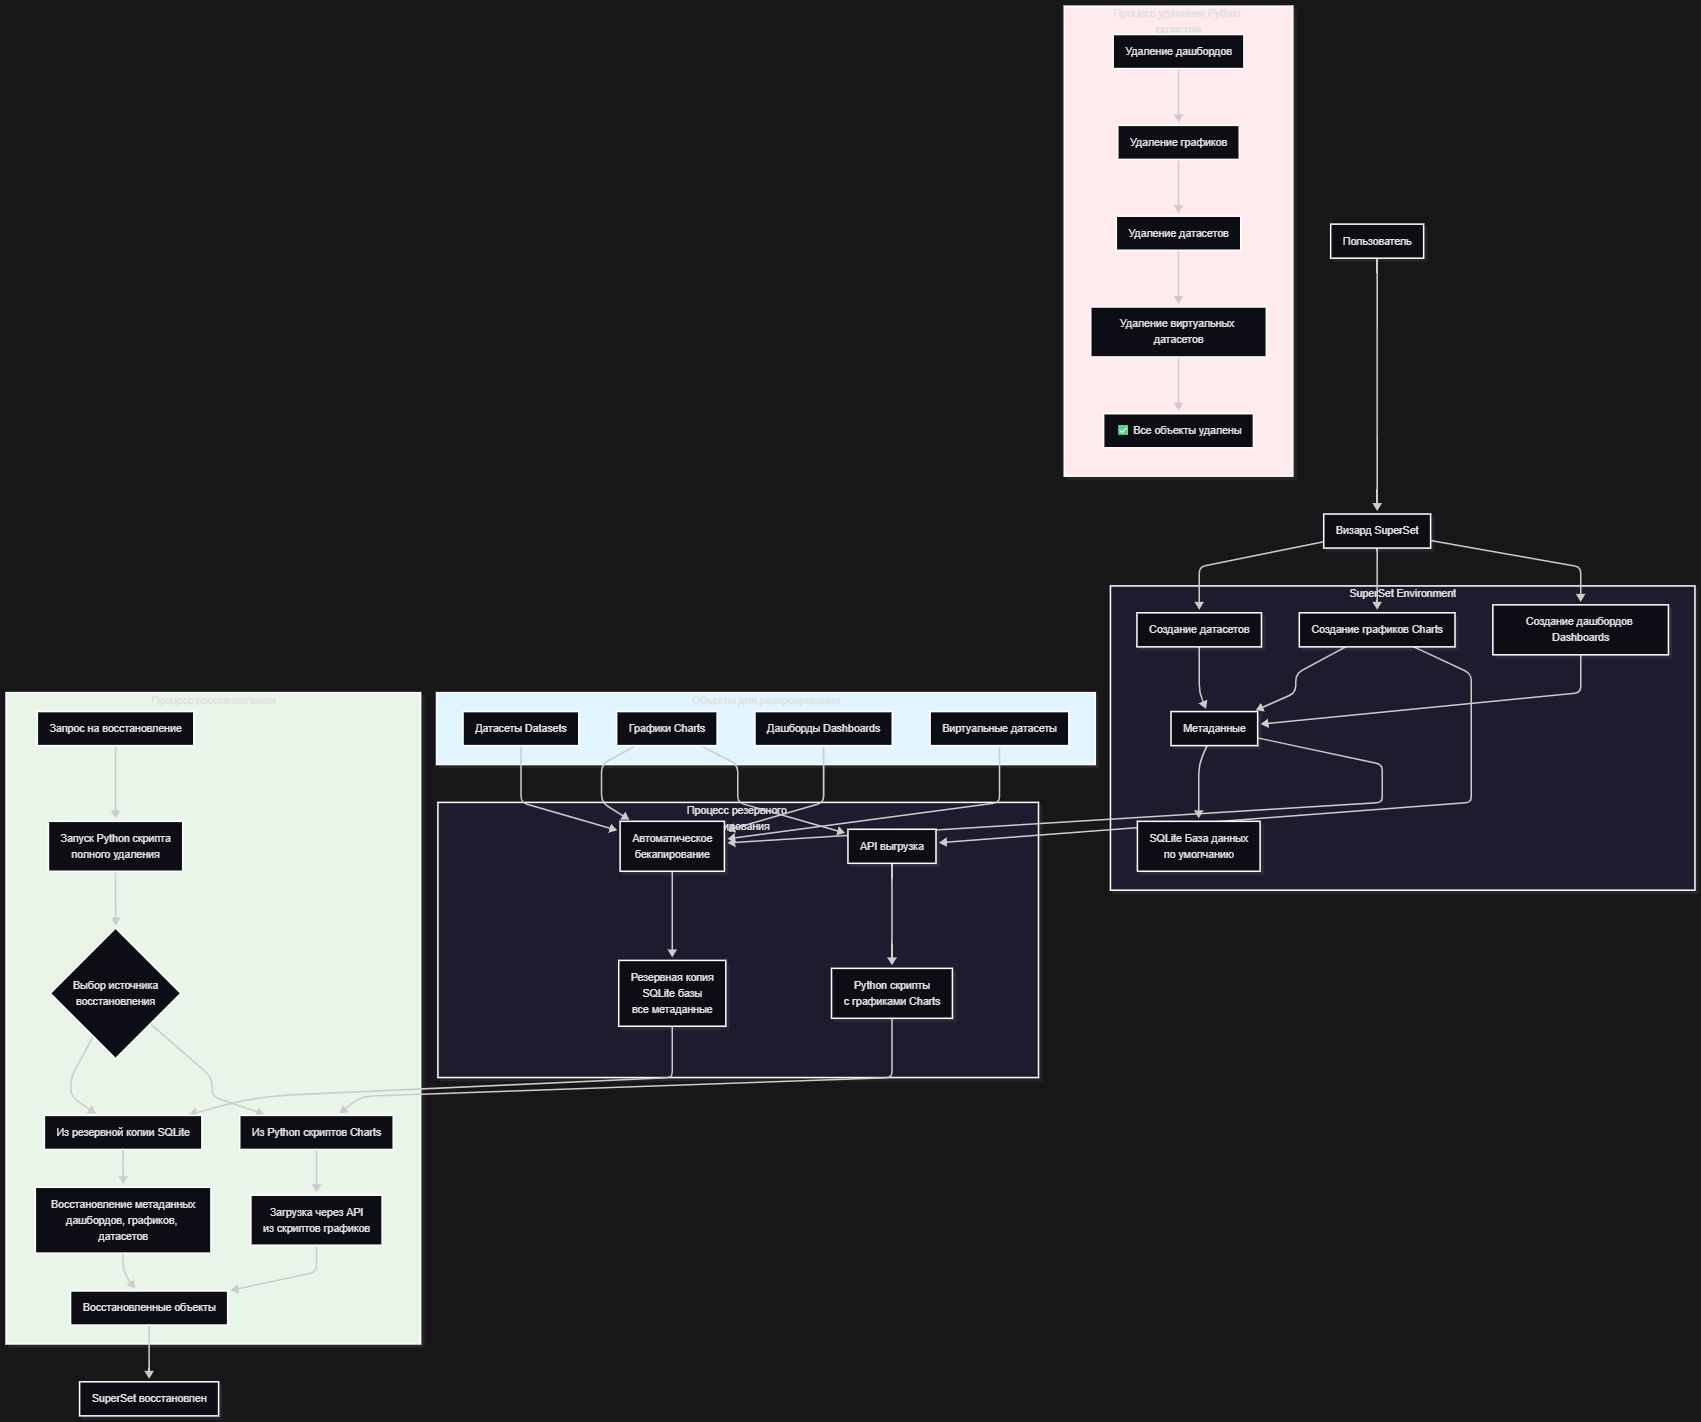 Процесс удаления Python
скриптом
Удаление дашбордов
Удаление графиков
Удаление датасетов
Удаление виртуальных
датасетов
✅ Все объекты удалены
Пользователь
Визард SuperSet
SuperSet Environment
Создание датасетов
Создание графиков Charts
Создание дашбордов
Dashboards
Метаданные
SQLite База данных
по умолчанию
Объекты для резервирования
Датасеты Datasets
Графики Charts
Дашборды Dashboards
Виртуальные датасеты
Процесс резервного
Автоматическое
бекапирование
API выгрузка
Резервная копия
SQLite базы
все метаданные
Python скрипты
с графиками Charts
Процесс восстановления
Запрос на восстановление
Запуск Python скрипта
полного удаления
Выбор источника
восстановления
Из резервной копии SQLite
Из Python скриптов Charts
Восстановление метаданных
дашбордов, графиков,
датасетов
Загрузка через API
из скриптов графиков
Восстановленные объекты
SuperSet восстановлен